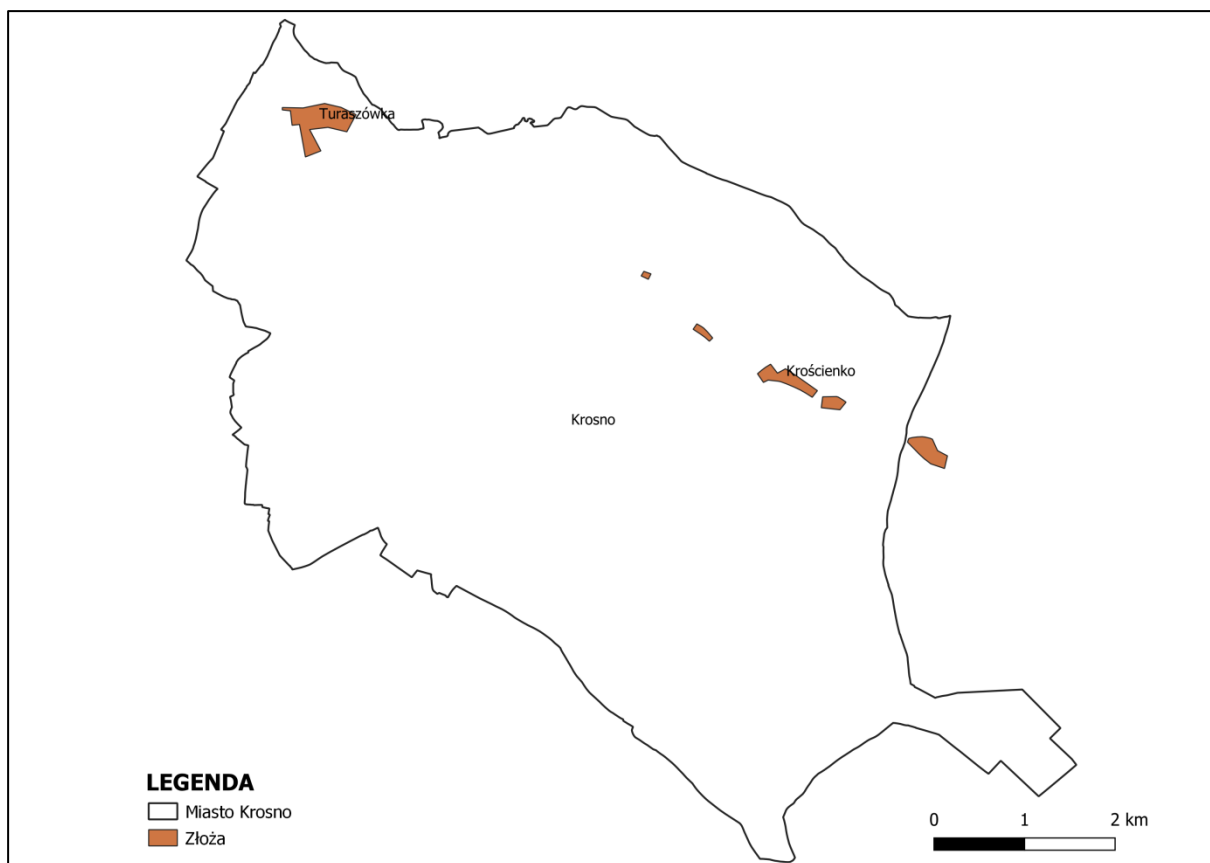 Turaszówka
Krościenko
Krosno
LEGENDA
Miasto Krosno
Złoża
0 1 2 km